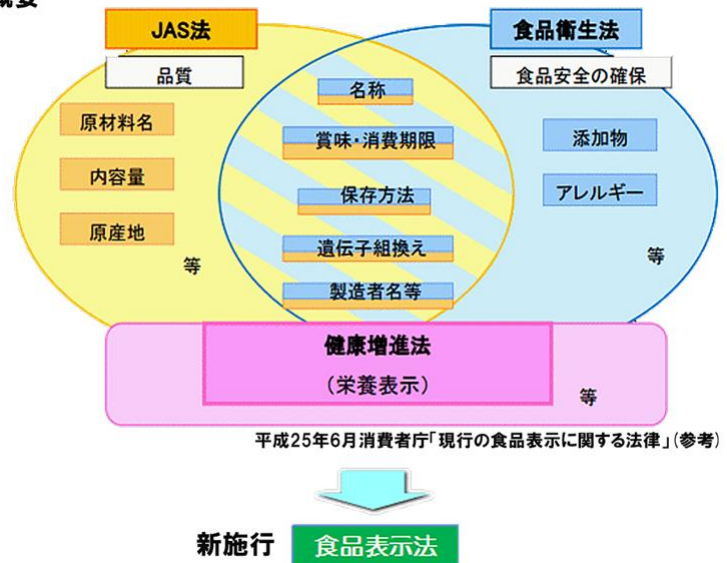 概要
JAS法
食品衛生法
品質
食品安全の確保
名称
原材料名
賞味・消費期限
添加物
内容量
保存方法
アレルギー
原産地
遺伝子組換え
等
等
製造者名等
健康増進法
(栄養表示)
等
平成25年6月消費者庁「現行の食品表示に関する法律」(参考)
新施行 食品表示法